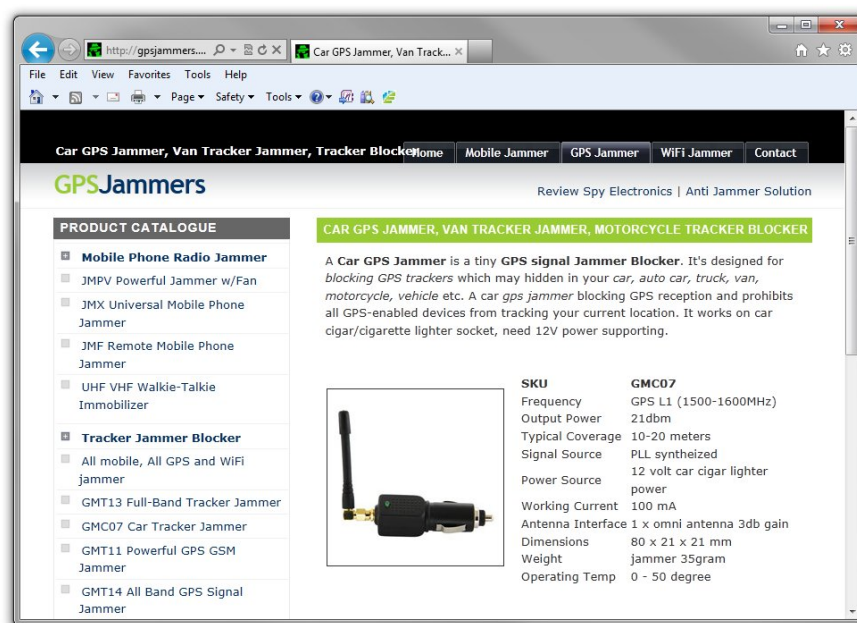 http://gpsjammers....
Car GPS Jammer, Van Track...
File Edit View Favorites Tools Help
Page Safety Tools
Car GPS Jammer, Van Tracker Jammer, Tracker Blocker
Home Mobile Jammer GPS Jammer WiFi Jammer Contact
GPSJammers
Review Spy Electronics | Anti Jammer Solution
PRODUCT CATALOGUE
Mobile Phone Radio Jammer
JMPV Powerful Jammer w/Fan
JMX Universal Mobile Phone
Jammer
JMF Remote Mobile Phone
Jammer
UHF VHF Walkie-Talkie
Immobilizer
Tracker Jammer Blocker
All mobile, All GPS and WiFi
jammer
GMT13 Full-Band Tracker Jammer
GMC07 Car Tracker Jammer
GMT11 Powerful GPS GSM
Jammer
GMT14 All Band GPS Signal
Jammer
CAR GPS JAMMER, VAN TRACKER JAMMER, MOTORCYCLE TRACKER BLOCKER
A Car GPS Jammer is a tiny GPS signal Jammer Blocker. It's designed for
blocking GPS trackers which may hidden in your car, auto car, truck, van,
motorcycle, vehicle etc. A car gps jammer blocking GPS reception and prohibits
all GPS-enabled devices from tracking your current location. It works on car
cigar/cigarette lighter socket, need 12V power supporting.
SKU GMC07
Frequency GPS L1 (1500-1600MHz)
Output Power 21dbm
Typical Coverage 10-20 meters
Signal Source PLL syntheized
Power Source 12 volt car cigar lighter
power
Working Current 100 mA
Antenna Interface 1 x omni antenna 3db gain
Dimensions 80 x 21 x 21 mm
Weight jammer 35gram
Operating Temp 0 - 50 degree